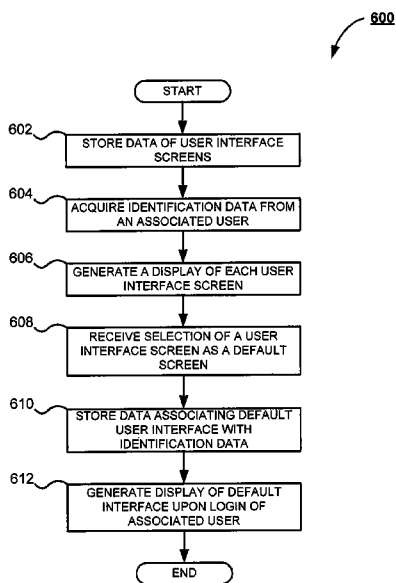 600
START
602
STORE DATA OF USER INTERFACE
SCREENS
604
ACQUIRE IDENTIFICATION DATA FROM
AN ASSOCIATED USER
606
GENERATE A DISPLAY OF EACH USER
INTERFACE SCREEN
608
RECEIVE SELECTION OF A USER
INTERFACE SCREEN AS A DEFAULT
SCREEN
610
STORE DATA ASSOCIATING DEFAULT
USER INTERFACE WITH
IDENTIFICATION DATA
612
GENERATE DISPLAY OF DEFAULT
INTERFACE UPON LOGIN OF
ASSOCIATED USER
END